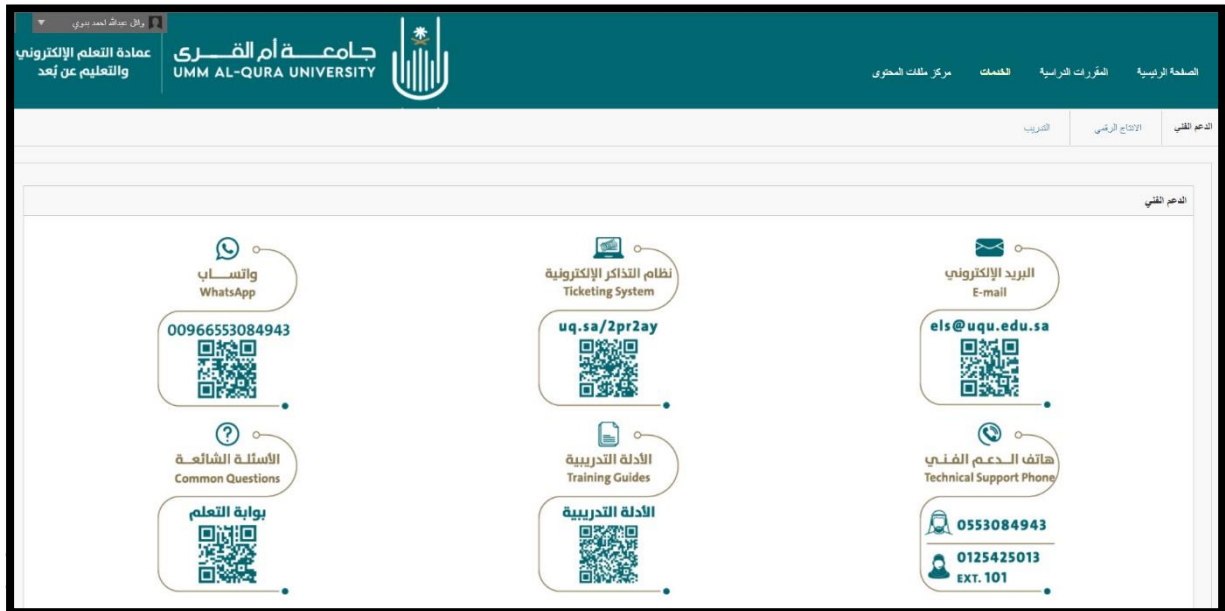 وائل عبدالله احمد بدوي
جامعة أم القرى
UMM AL-QURA UNIVERSITY
عمادة التعلم الإلكتروني
والتعليم عن بُعد
الصفحة الرئيسية المقررات الدراسية الخدمات مركز ملفات المحتوى
الدعم الفني الانتاج الرقمي التدريب
الدعم الفني
البريد الإلكتروني
E-mail
els@uqu.edu.sa
نظام التذاكر الإلكترونية
Ticketing System
uq.sa/2pr2ay
واتساب
WhatsApp
00966553084943
هاتف الدعم الفني
Technical Support Phone
0553084943
0125425013
EXT. 101
الأدلة التدريبية
Training Guides
الأدلة التدريبية
الأسئلة الشائعة
Common Questions
بوابة التعلم